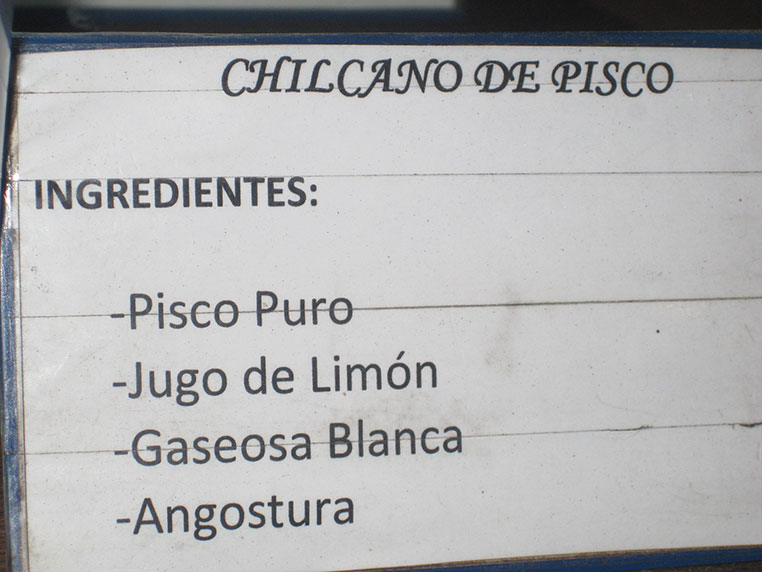 CHILCANO DE PISCO
INGREDIENTES:
-Pisco Puro
-Jugo de Limón
-Gaseosa Blanca
-Angostura